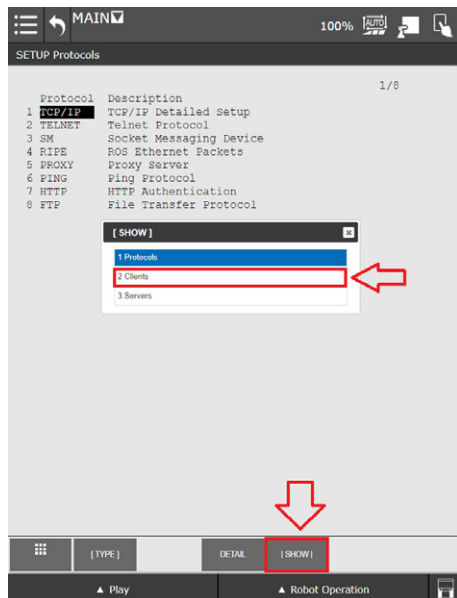 MAIN
100%
AUTO
SETUP Protocols
1/8
Protocol Description
1 TCP/IP TCP/IP Detailed Setup
2 TELNET Telnet Protocol
3 SM Socket Messaging Device
4 RIPE ROS Ethernet Packets
5 PROXY Proxy Server
6 PING Ping Protocol
7 HTTP HTTP Authentication
8 FTP File Transfer Protocol
[ SHOW ]
1 Protocols
2 Clients
3 Servers
[ TYPE ] DETAIL [ SHOW ]
▲ Play ▲ Robot Operation